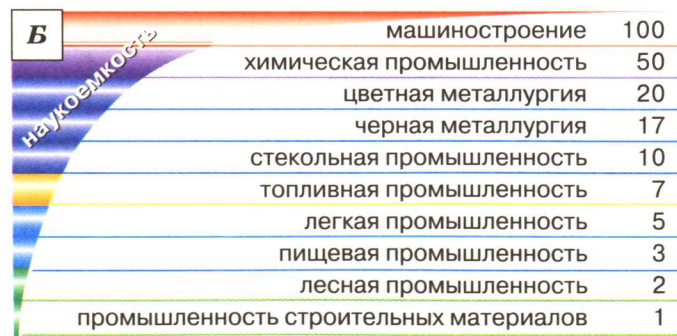 Б
наукоемкость
машиностроение 100
химическая промышленность 50
цветная металлургия 20
черная металлургия 17
стекольная промышленность 10
топливная промышленность 7
легкая промышленность 5
пищевая промышленность 3
лесная промышленность 2
промышленность строительных материалов 1